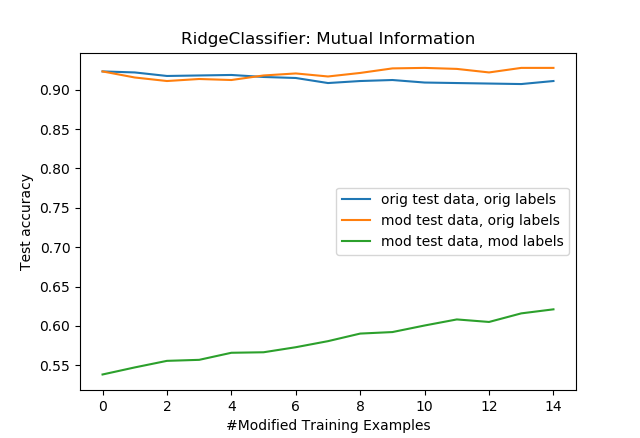 RidgeClassifier: Mutual Information
Test accuracy
0.90
0.85
0.80
0.75
0.70
0.65
0.60
0.55
orig test data, orig labels
mod test data, orig labels
mod test data, mod labels
0 2 4 6 8 10 12 14
#Modified Training Examples